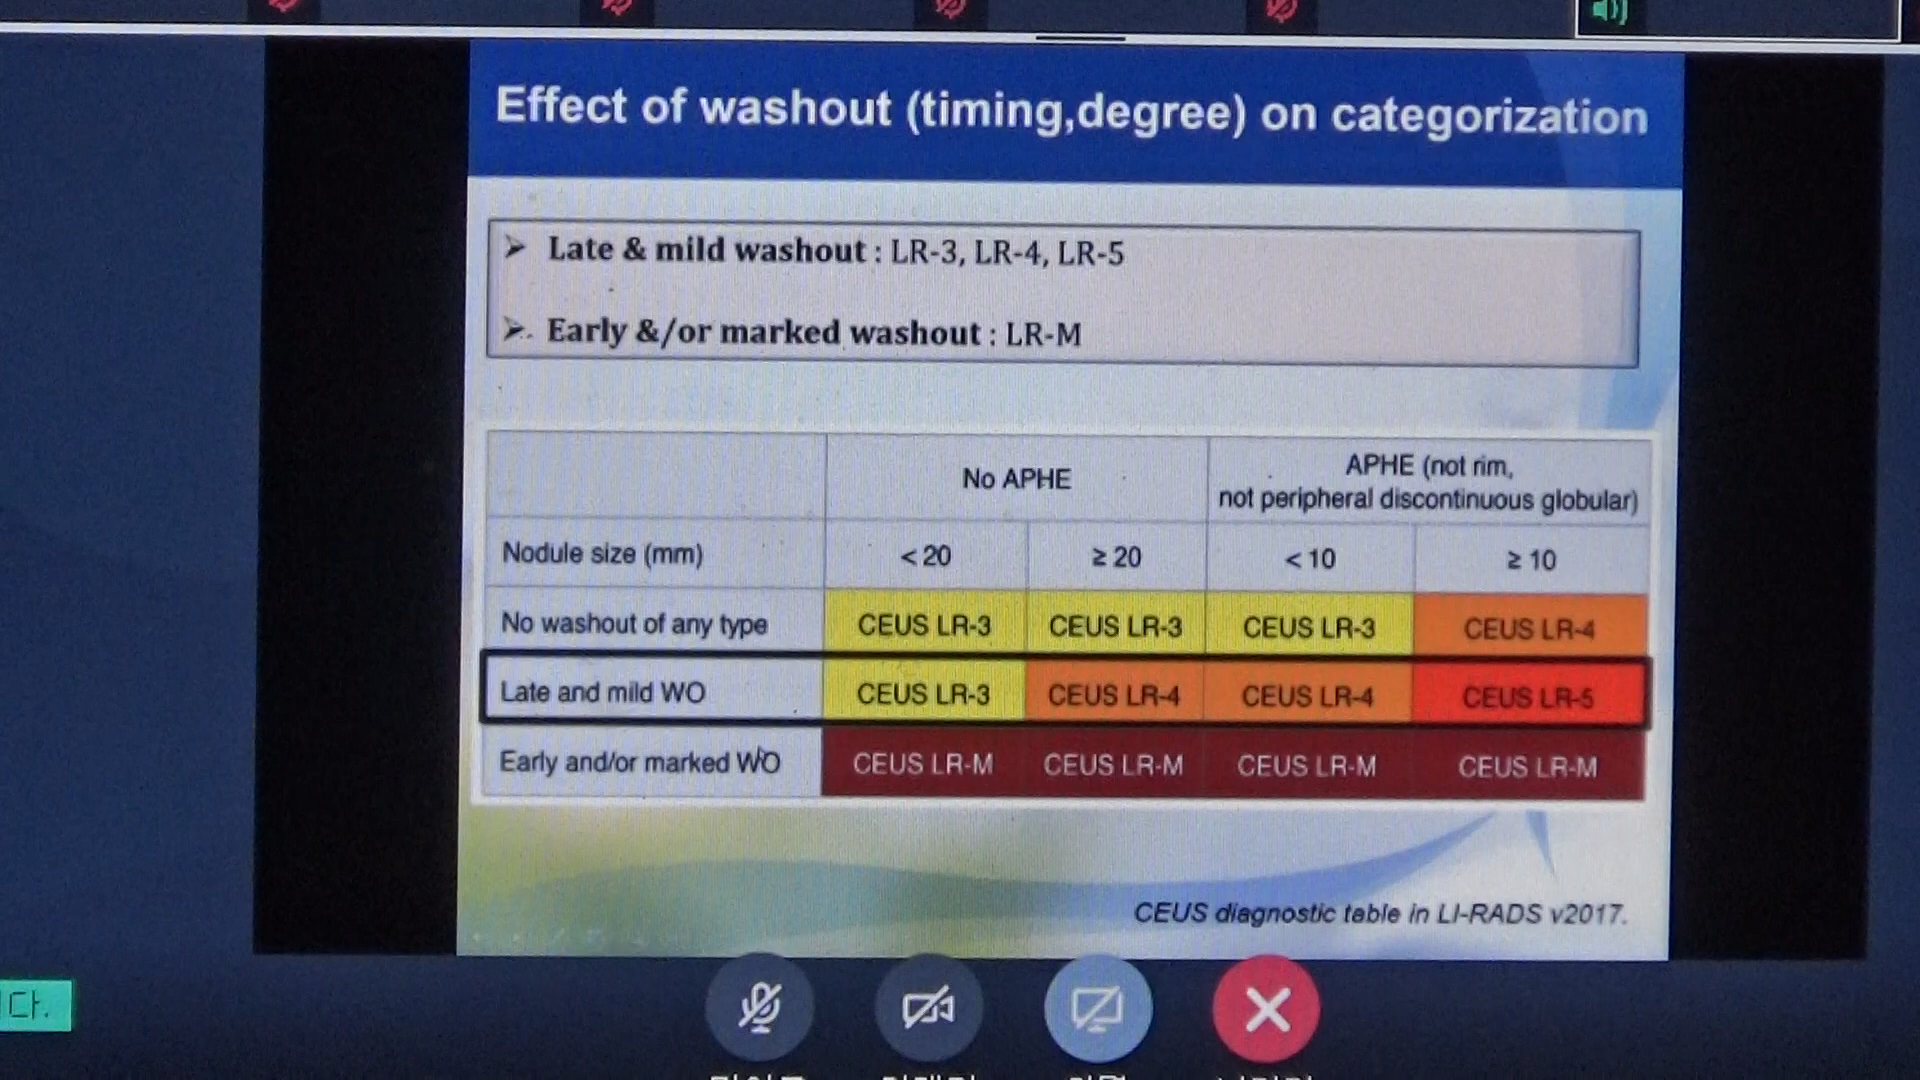 Effect of washout (timing,degree) on categorization
➢ Late & mild washout : LR-3, LR-4, LR-5
➢ Early &/or marked washout : LR-M
No APHE
APHE (not rim,
not peripheral discontinuous globular)
Nodule size (mm) < 20 ≥ 20 < 10 ≥ 10
No washout of any type CEUS LR-3 CEUS LR-3 CEUS LR-3 CEUS LR-4
Late and mild WO CEUS LR-3 CEUS LR-4 CEUS LR-4 CEUS LR-5
Early and/or marked WO CEUS LR-M CEUS LR-M CEUS LR-M CEUS LR-M
CEUS diagnostic table in LI-RADS v2017.
다.